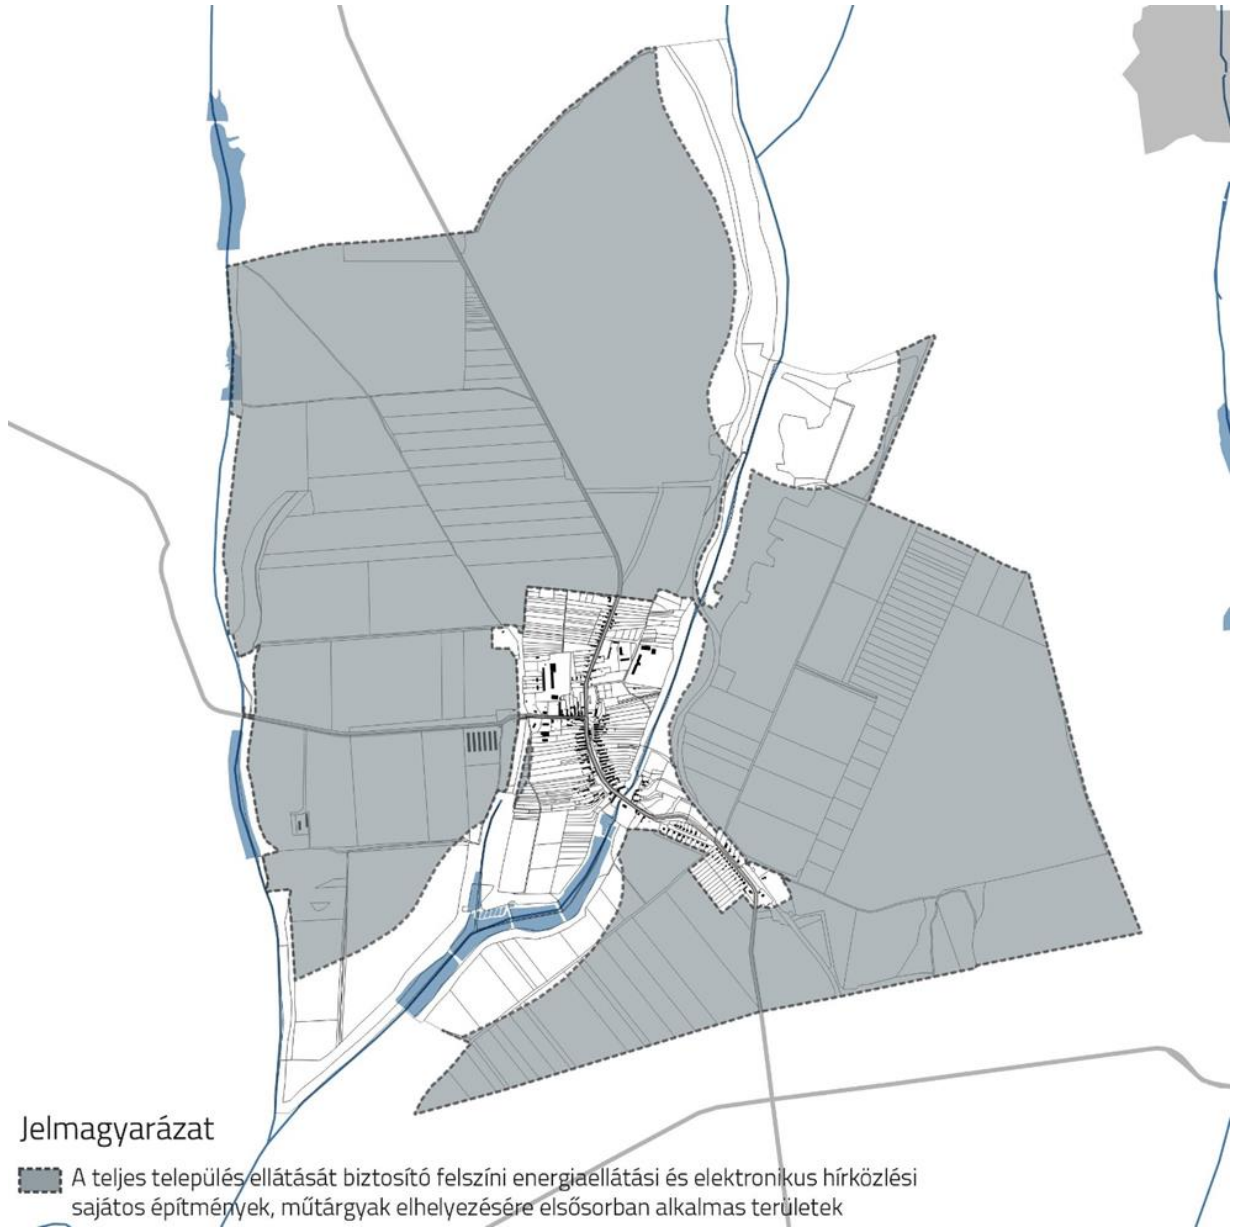 Jelmagyarázat
A teljes település ellátását biztosító felszíni energiaellátási és elektronikus hírközlési
sajátos építmények, műtárgyak elhelyezésére elsősorban alkalmas területek